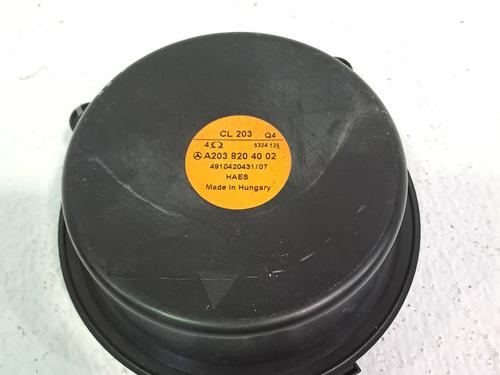 CL 203 Q4
4Ω 5324 125
A203 820 40 02
4910420431/07
HAES
Made in Hungary